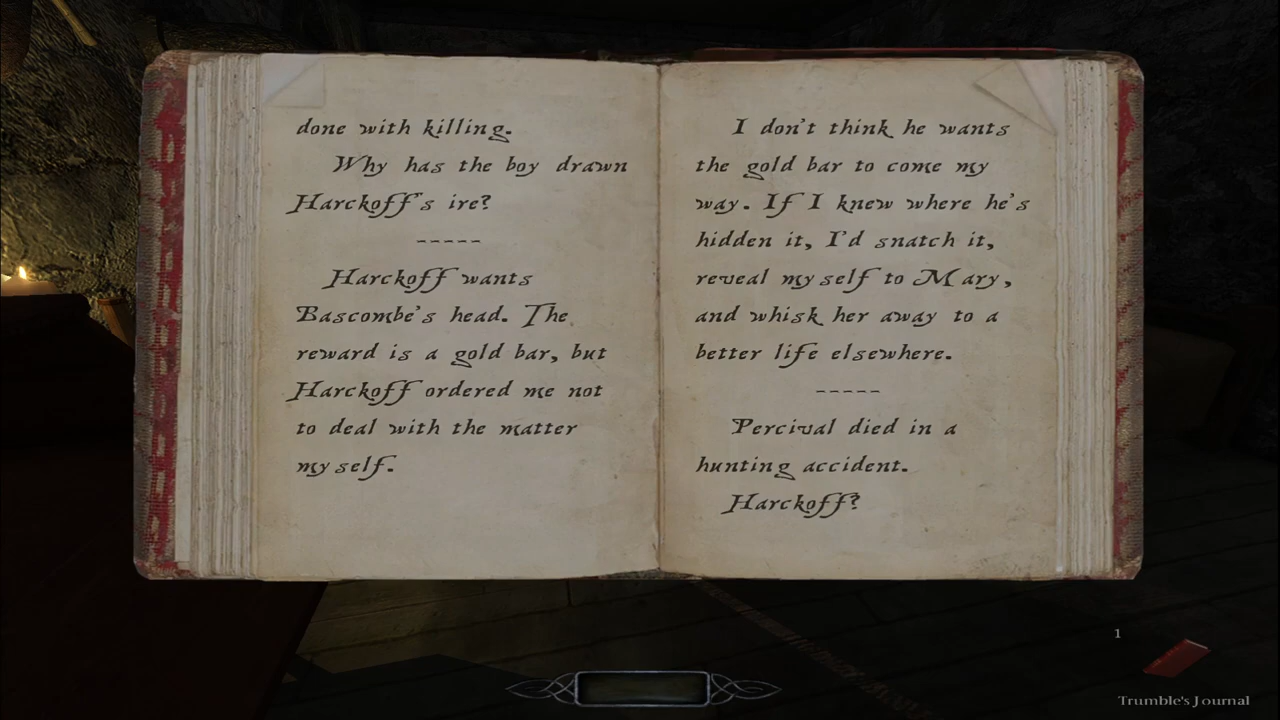 done with killing.
Why has the boy drawn
Harckoff's ire?
-----
Harckoff wants
Bascombe's head. The
reward is a gold bar, but
Harckoff ordered me not
to deal with the matter
myself.
I don't think he wants
the gold bar to come my
way. If I knew where he's
hidden it, I'd snatch it,
reveal myself to Mary,
and whisk her away to a
better life elsewhere.
-----
Percival died in a
hunting accident.
Harckoff?
1
Trumble's Journal